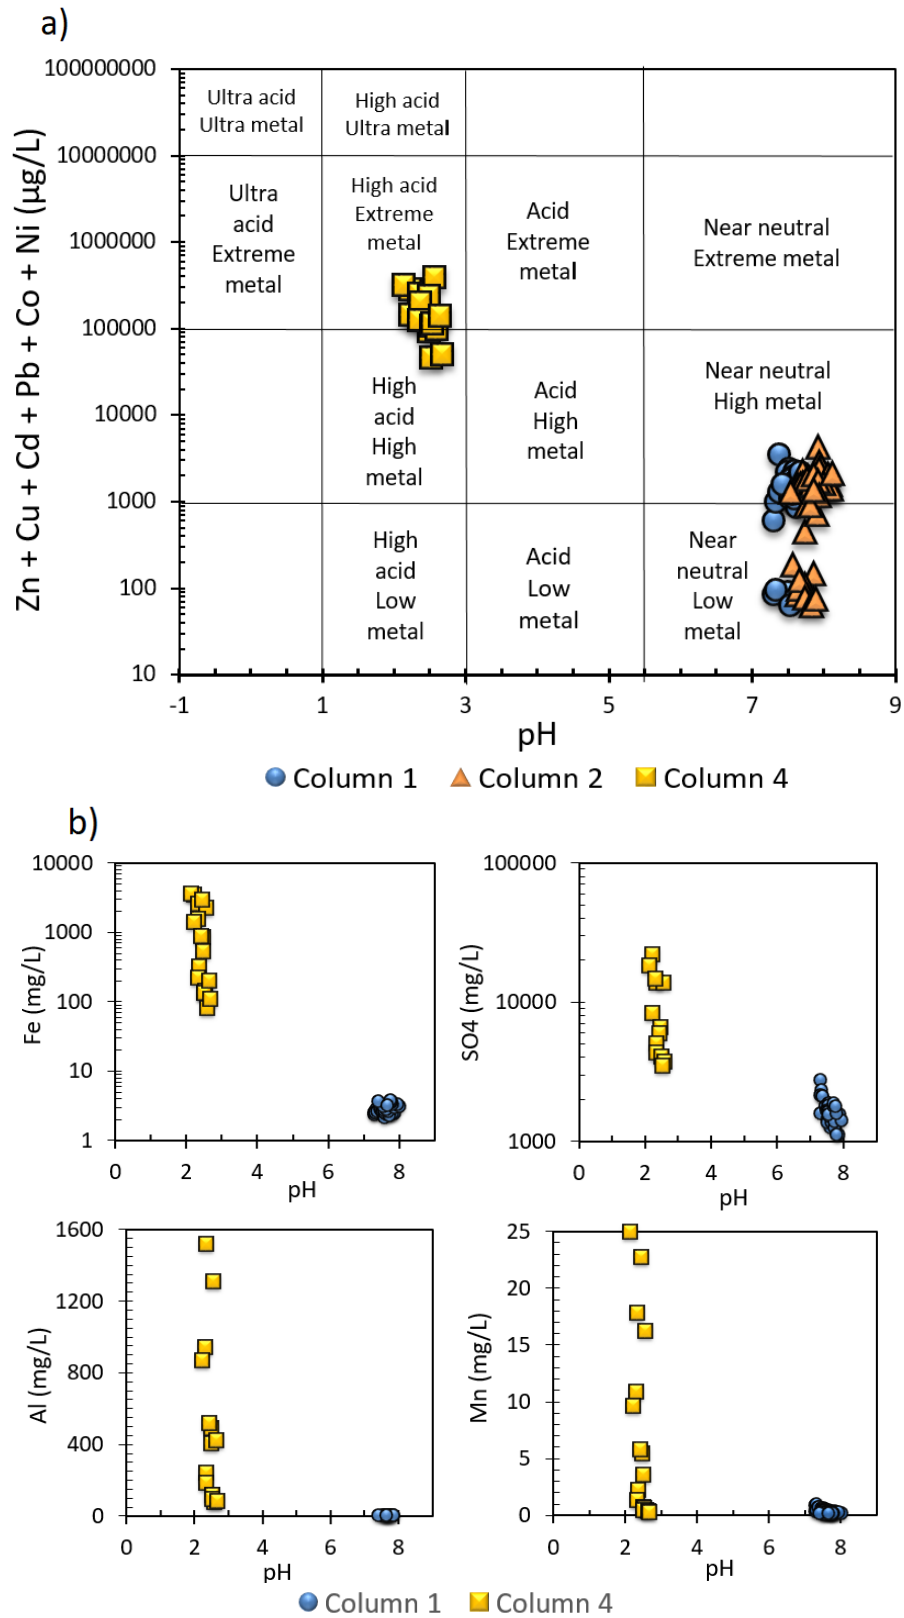 a)
Zn + Cu + Cd + Pb + Co + Ni (µg/L)
100000000
10000000
1000000
100000
10000
1000
100
10
Ultra acid
Ultra metal
High acid
Ultra metal
Ultra
acid
Extreme
metal
High acid
Extreme
metal
Acid
Extreme
metal
Near neutral
Extreme metal
High
acid
High
metal
Acid
High
metal
Near neutral
High metal
High
acid
Low
metal
Acid
Low
metal
Near
neutral
Low
metal
-1 1 3 5 7 9
pH
Column 1 Column 2 Column 4
b)
Fe (mg/L)
10000
1000
100
10
1
0 2 4 6 8
pH
SO4 (mg/L)
100000
10000
1000
0 2 4 6 8
pH
Al (mg/L)
1600
1200
800
400
0
0 2 4 6 8
pH
Mn (mg/L)
25
20
15
10
5
0
0 2 4 6 8
pH
Column 1 Column 4